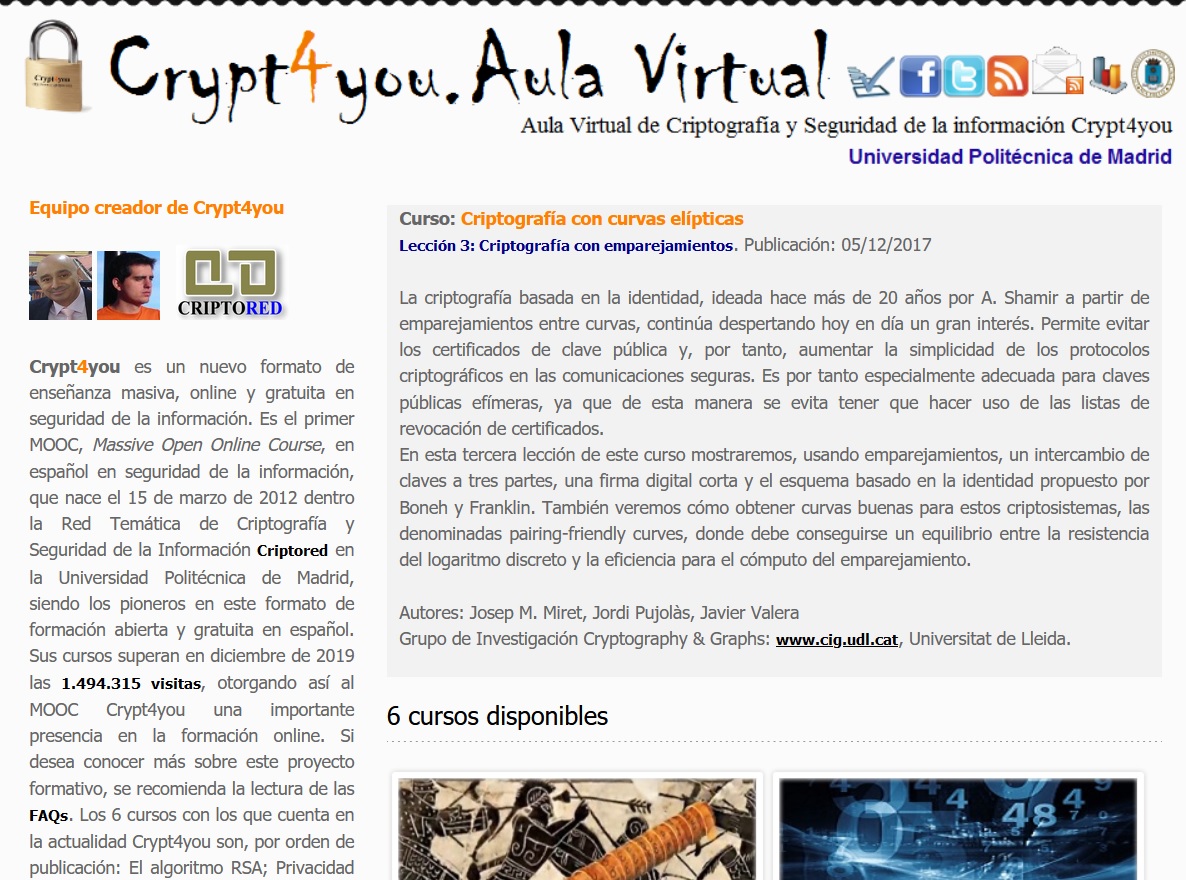 Crypt4you
Crypt4you.Aula Virtual
Aula Virtual de Criptografía y Seguridad de la información Crypt4you
Universidad Politécnica de Madrid
Equipo creador de Crypt4you
CRIPTORED
Crypt4you es un nuevo formato de
enseñanza masiva, online y gratuita en
seguridad de la información. Es el primer
MOOC, Massive Open Online Course, en
español en seguridad de la información,
que nace el 15 de marzo de 2012 dentro
la Red Temática de Criptografía y
Seguridad de la Información Criptored en
la Universidad Politécnica de Madrid,
siendo los pioneros en este formato de
formación abierta y gratuita en español.
Sus cursos superan en diciembre de 2019
las 1.494.315 visitas, otorgando así al
MOOC Crypt4you una importante
presencia en la formación online. Si
desea conocer más sobre este proyecto
formativo, se recomienda la lectura de las
FAQs. Los 6 cursos con los que cuenta en
la actualidad Crypt4you son, por orden de
publicación: El algoritmo RSA; Privacidad
Curso: Criptografía con curvas elípticas
Lección 3: Criptografía con emparejamientos. Publicación: 05/12/2017
La criptografía basada en la identidad, ideada hace más de 20 años por A. Shamir a partir de
emparejamientos entre curvas, continúa despertando hoy en día un gran interés. Permite evitar
los certificados de clave pública y, por tanto, aumentar la simplicidad de los protocolos
criptográficos en las comunicaciones seguras. Es por tanto especialmente adecuada para claves
públicas efímeras, ya que de esta manera se evita tener que hacer uso de las listas de
revocación de certificados.
En esta tercera lección de este curso mostraremos, usando emparejamientos, un intercambio de
claves a tres partes, una firma digital corta y el esquema basado en la identidad propuesto por
Boneh y Franklin. También veremos cómo obtener curvas buenas para estos criptosistemas, las
denominadas pairing-friendly curves, donde debe conseguirse un equilibrio entre la resistencia
del logaritmo discreto y la eficiencia para el cómputo del emparejamiento.
Autores: Josep M. Miret, Jordi Pujolàs, Javier Valera
Grupo de Investigación Cryptography & Graphs: www.cig.udl.cat, Universitat de Lleida.
6 cursos disponibles
4
48
4